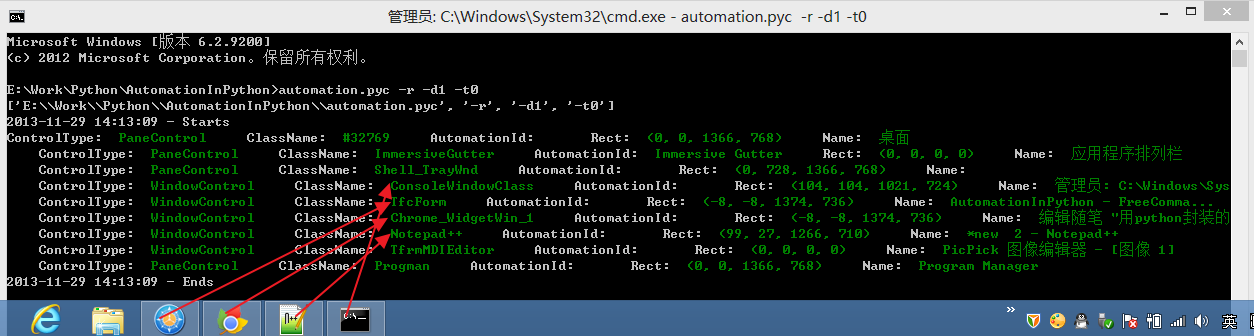 管理员: C:\Windows\System32\cmd.exe - automation.pyc -r -d1 -t0
Microsoft Windows [版本 6.2.9200]
(c) 2012 Microsoft Corporation。保留所有权利。
E:\Work\Python\AutomationInPython>automation.pyc -r -d1 -t0
['E:\\Work\\Python\\AutomationInPython\\automation.pyc', '-r', '-d1', '-t0']
2013-11-29 14:13:09 - Starts
ControlType: PaneControl ClassName: #32769 AutomationId: Rect: (0, 0, 1366, 768) Name: 桌面
ControlType: PaneControl ClassName: ImmersiveGutter AutomationId: Immersive Gutter Rect: (0, 0, 0, 0) Name: 应用程序排列栏
ControlType: PaneControl ClassName: Shell_TrayWnd AutomationId: Rect: (0, 728, 1366, 768) Name:
ControlType: WindowControl ClassName: ConsoleWindowClass AutomationId: Rect: (104, 104, 1021, 724) Name: 管理员: C:\Windows\Sys
ControlType: WindowControl ClassName: TfcForm AutomationId: Rect: (-8, -8, 1374, 736) Name: AutomationInPython - FreeComma...
ControlType: WindowControl ClassName: Chrome_WidgetWin_1 AutomationId: Rect: (-8, -8, 1374, 736) Name: 编辑随笔 "用python封装的
ControlType: WindowControl ClassName: Notepad++ AutomationId: Rect: (99, 27, 1266, 710) Name: *new 2 - Notepad++
ControlType: WindowControl ClassName: TfrmMDIEditor AutomationId: Rect: (0, 0, 0, 0) Name: PicPick 图像编辑器 - [图像 1]
ControlType: PaneControl ClassName: Progman AutomationId: Rect: (0, 0, 1366, 768) Name: Program Manager
2013-11-29 14:13:09 - Ends
英